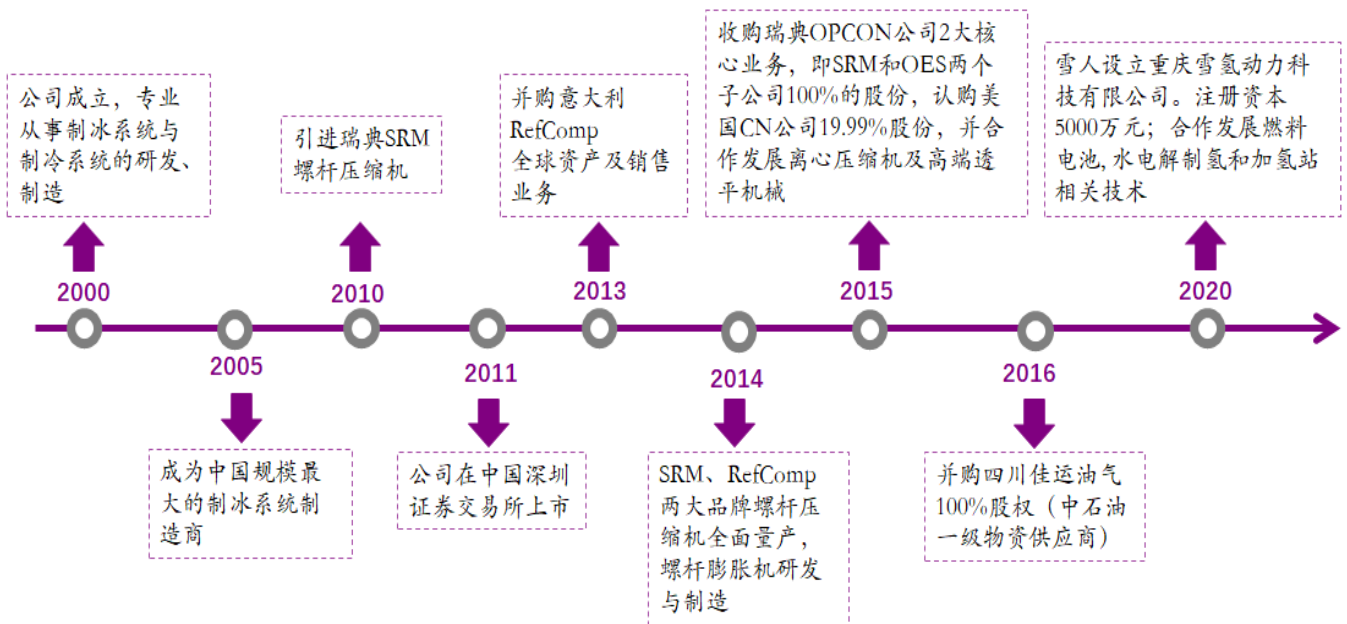 公司成立，专业
从事制冰系统与
制冷系统的研发、
制造
2000
2005
成为中国规模最
大的制冰系统制
造商
引进瑞典SRM
螺杆压缩机
2010
2011
公司在中国深圳
证券交易所上市
并购意大利
RefComp
全球资产及销售
业务
2013
2014
SRM、RefComp
两大品牌螺杆压
缩机全面量产，
螺杆膨胀机研发
与制造
收购瑞典OPCON公司2大核
心业务，即SRM和OES两个
子公司100%的股份，认购美
国CN公司19.99%股份，并合
作发展离心压缩机及高端透
平机械
2015
2016
并购四川佳运油气
100%股权（中石油
一级物资供应商）
雪人设立重庆雪氢动力科
技有限公司。注册资本
5000万元；合作发展燃料
电池,水电解制氢和加氢站
相关技术
2020